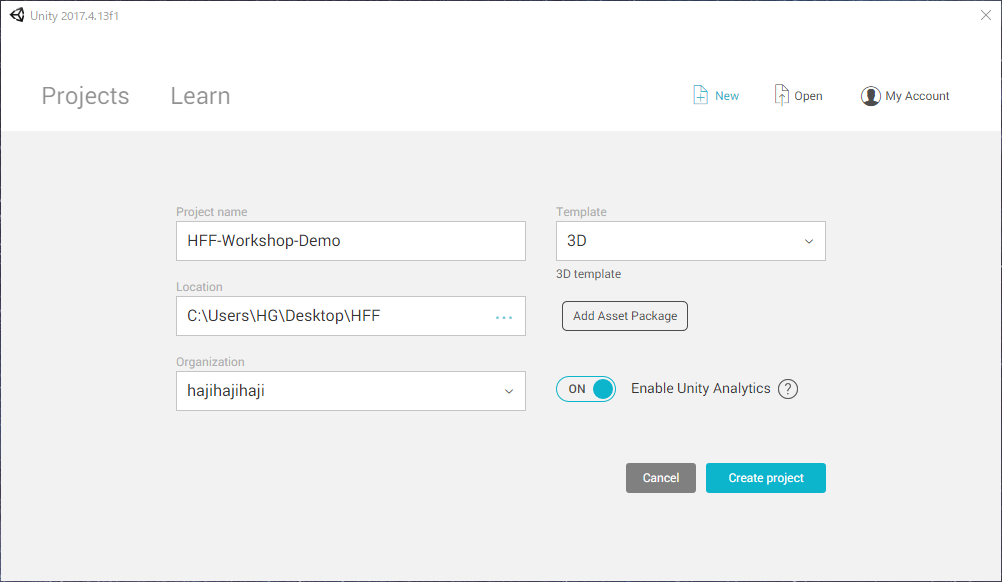 Unity 2017.4.13f1
Projects
Learn
New
Open
My Account
Project name
HFF-Workshop-Demo
Location
C:\Users\HG\Desktop\HFF
...
Organization
hajihajihaji
Template
3D
3D template
Add Asset Package
ON
Enable Unity Analytics ?
Cancel
Create project